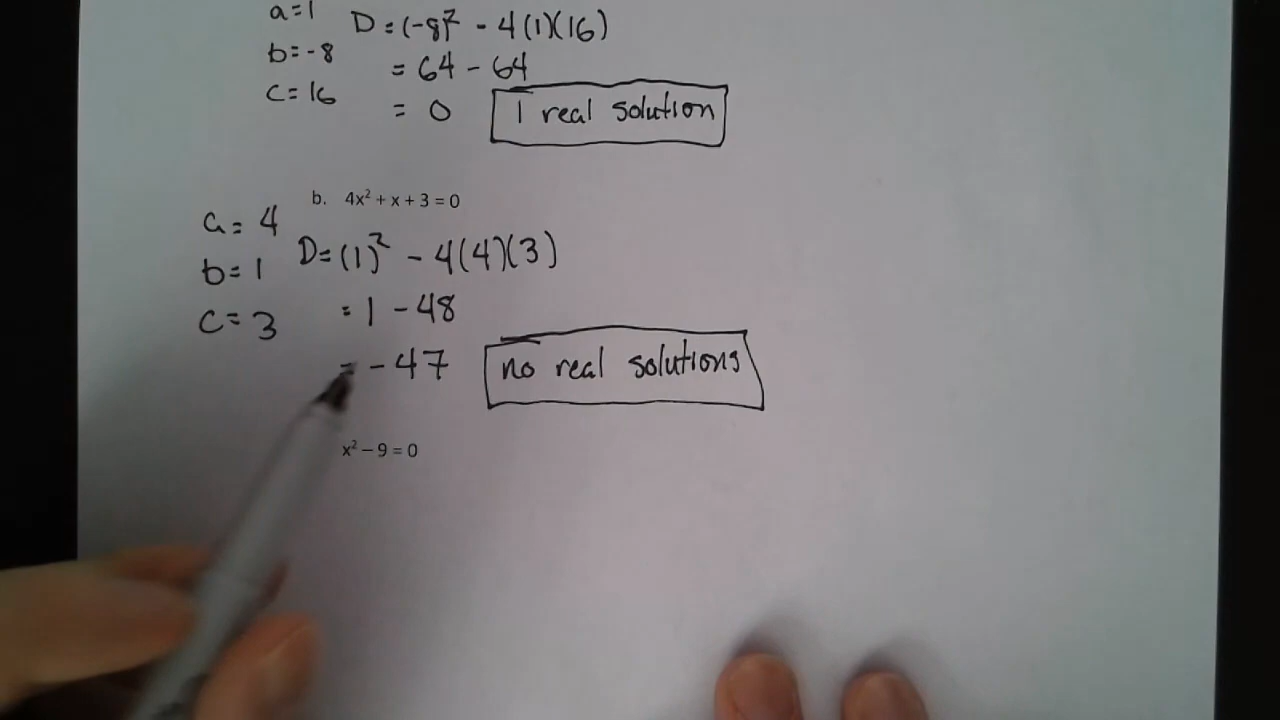 a=1 D=(-8)² - 4(1)(16)
b=-8 = 64 - 64
c=16 = 0 1 real solution
b. 4x² + x + 3 = 0
a=4 D=(1)² - 4(4)(3)
b=1 = 1 - 48
c=3 = -47 no real solutions
x² – 9 = 0